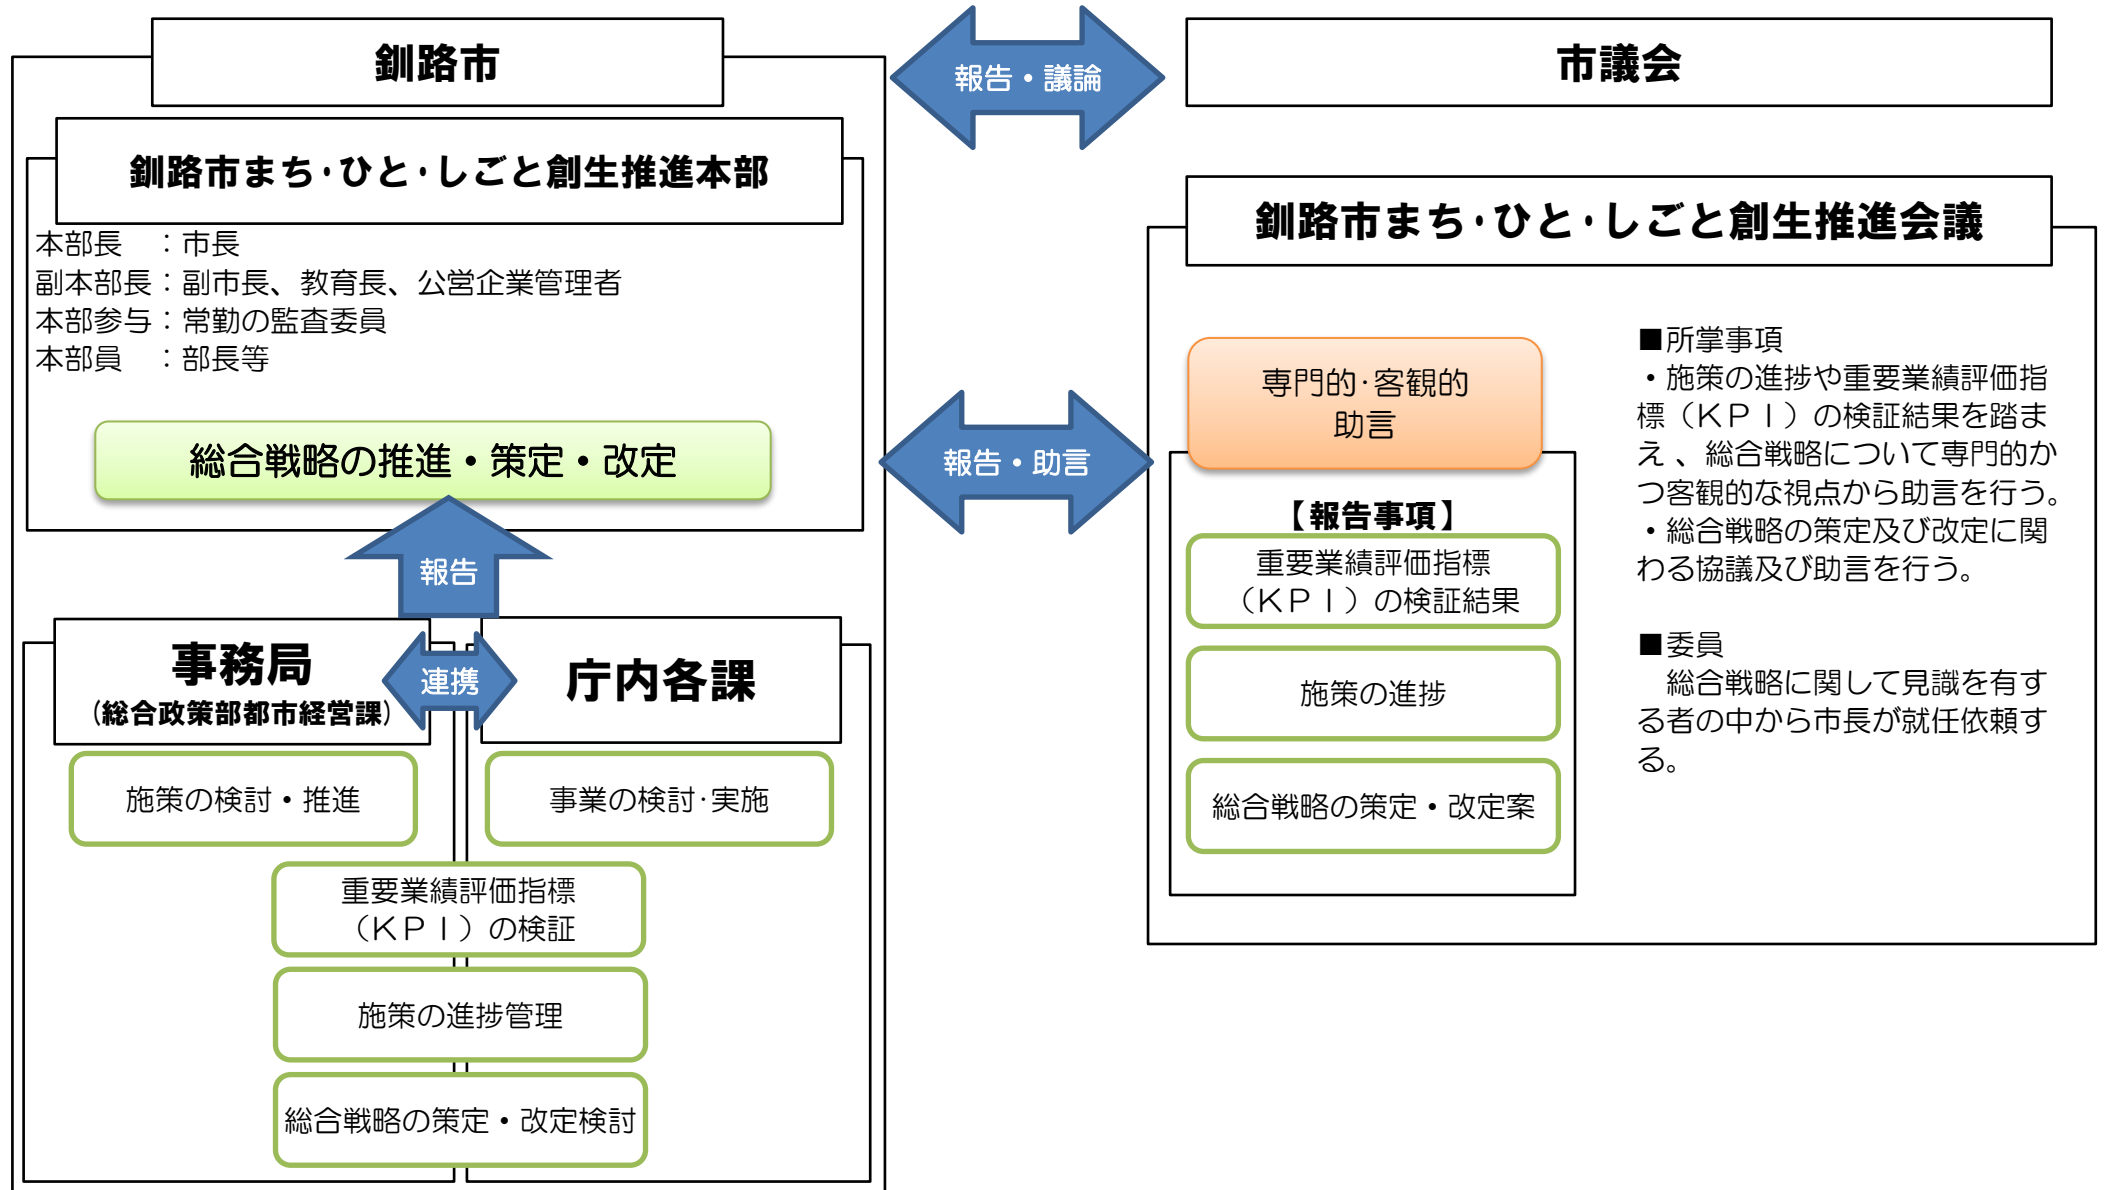 釧路市
報告・議論
市議会
釧路市まち･ひと･しごと創生推進本部
本部長　：市長
副本部長：副市長、教育長、公営企業管理者
本部参与：常勤の監査委員
本部員　：部長等
総合戦略の推進・策定・改定
報告
事務局
(総合政策部都市経営課)
連携
庁内各課
施策の検討・推進
事業の検討･実施
重要業績評価指標
（ＫＰＩ）の検証
施策の進捗管理
総合戦略の策定・改定検討
報告・助言
釧路市まち･ひと･しごと創生推進会議
専門的･客観的
助言
【報告事項】
重要業績評価指標
（ＫＰＩ）の検証結果
施策の進捗
総合戦略の策定・改定案
■所掌事項
・施策の進捗や重要業績評価指
標（ＫＰＩ）の検証結果を踏ま
え、総合戦略について専門的か
つ客観的な視点から助言を行う。
・総合戦略の策定及び改定に関
わる協議及び助言を行う。
■委員
　総合戦略に関して見識を有す
る者の中から市長が就任依頼す
る。